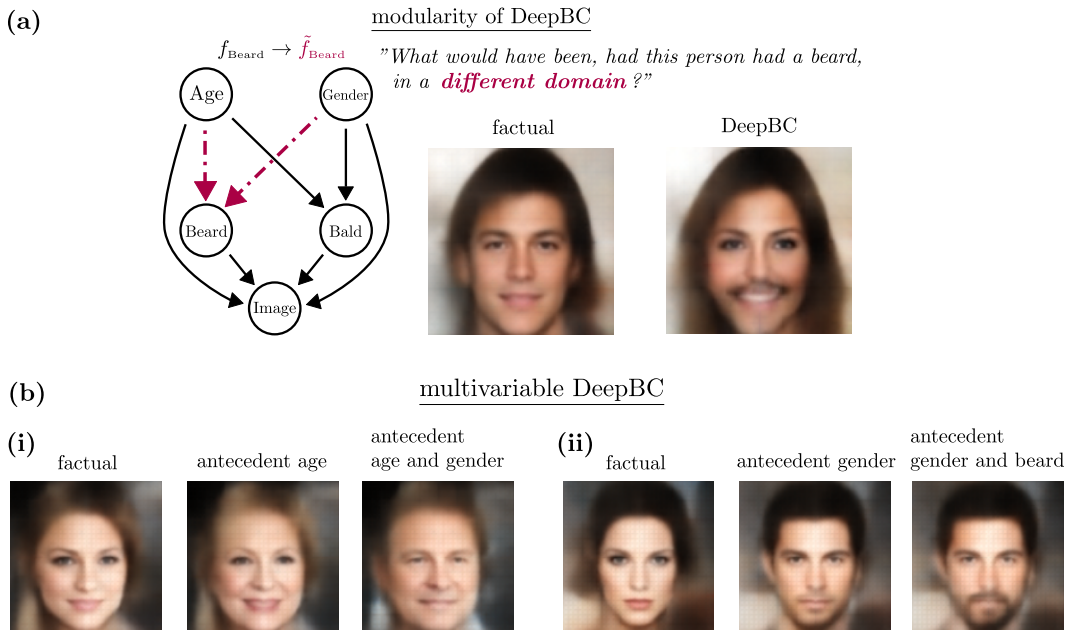 (a)
modularity of DeepBC
f_Beard → f̃_Beard
"What would have been, had this person had a beard,
in a different domain?"
Age
Gender
factual
DeepBC
Beard
Bald
Image
(b)
multivariable DeepBC
(i)
factual
antecedent age
antecedent
age and gender
(ii)
factual
antecedent gender
antecedent
gender and beard